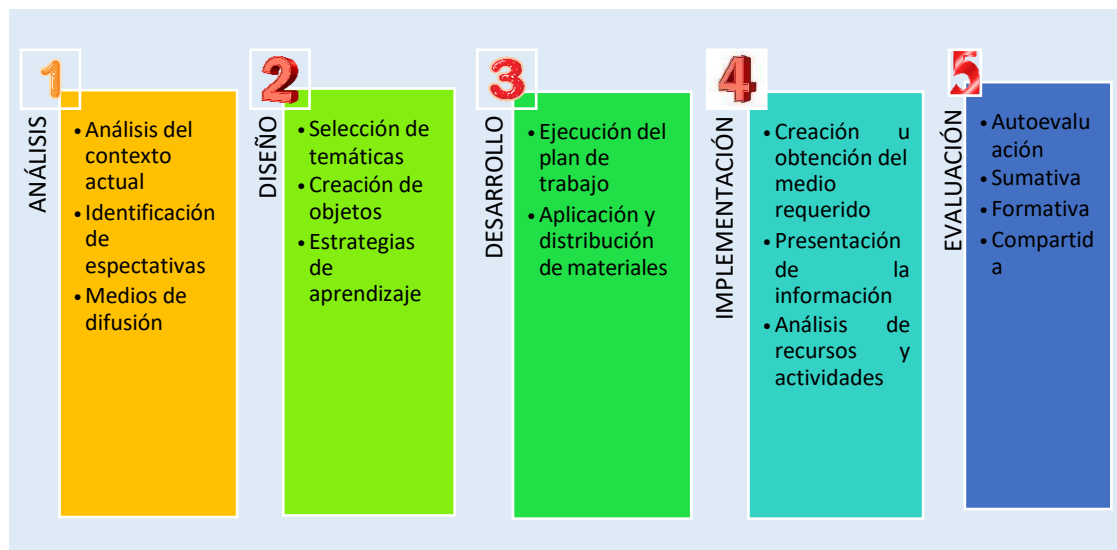 1
ANÁLISIS
• Análisis del
contexto
actual
• Identificación
de
espectativas
• Medios de
difusión
2
DISEÑO
• Selección de
temáticas
• Creación de
objetos
• Estrategias
de
aprendizaje
3
DESARROLLO
• Ejecución del
plan de
trabajo
• Aplicación y
distribución
de materiales
4
IMPLEMENTACIÓN
• Creación u
obtención del
medio
requerido
• Presentación
de la
información
• Análisis de
recursos y
actividades
5
EVALUACIÓN
• Autoevalu
ación
• Sumativa
• Formativa
• Compartid
a